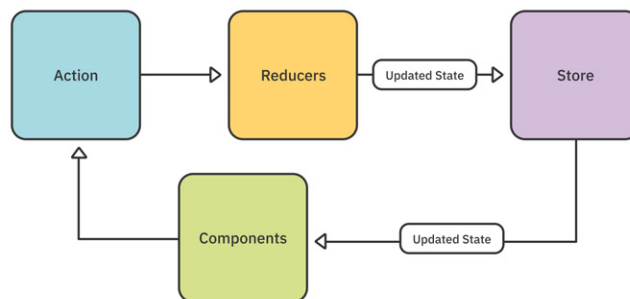 Action
Reducers
Updated State
Store
Components
Updated State